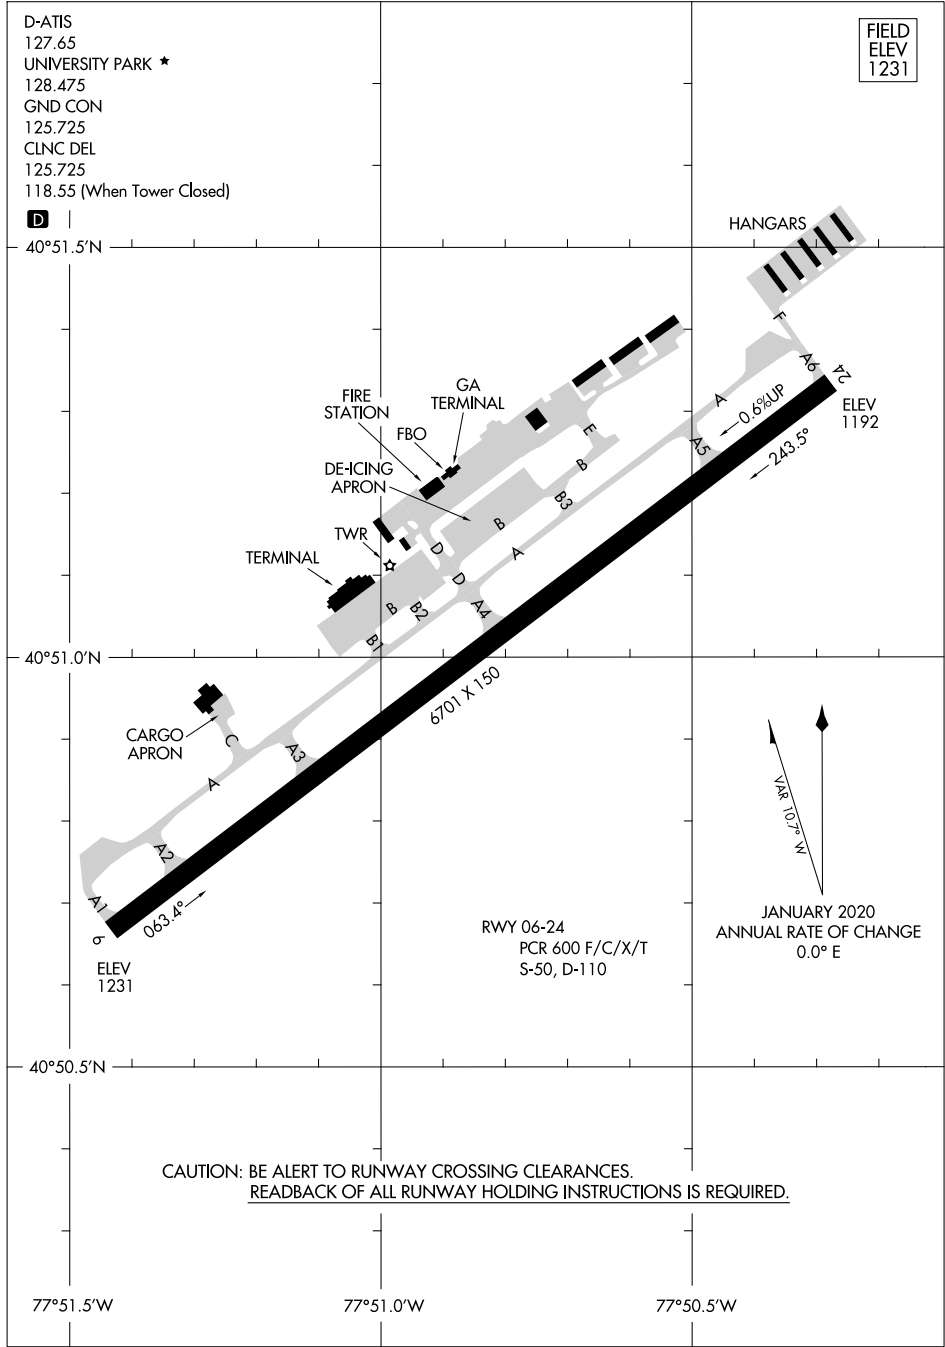 D-ATIS
127.65
UNIVERSITY PARK ★
128.475
GND CON
125.725
CLNC DEL
125.725
118.55 (When Tower Closed)
D
FIELD
ELEV
1231
40°51.5'N
HANGARS
F
A6
24
ELEV
1192
A
0.6%UP
243.5°
A5
GA
TERMINAL
FIRE
STATION
FBO
E
B
DE-ICING
APRON
B3
B
A
TWR
D
D
TERMINAL
B
B2
A4
B1
40°51.0'N
6701 X 150
CARGO
APRON
C
A3
A
A2
A1
6
063.4°
ELEV
1231
VAR 10.7° W
JANUARY 2020
ANNUAL RATE OF CHANGE
0.0° E
RWY 06-24
PCR 600 F/C/X/T
S-50, D-110
40°50.5'N
CAUTION: BE ALERT TO RUNWAY CROSSING CLEARANCES.
READBACK OF ALL RUNWAY HOLDING INSTRUCTIONS IS REQUIRED.
77°51.5'W
77°51.0'W
77°50.5'W